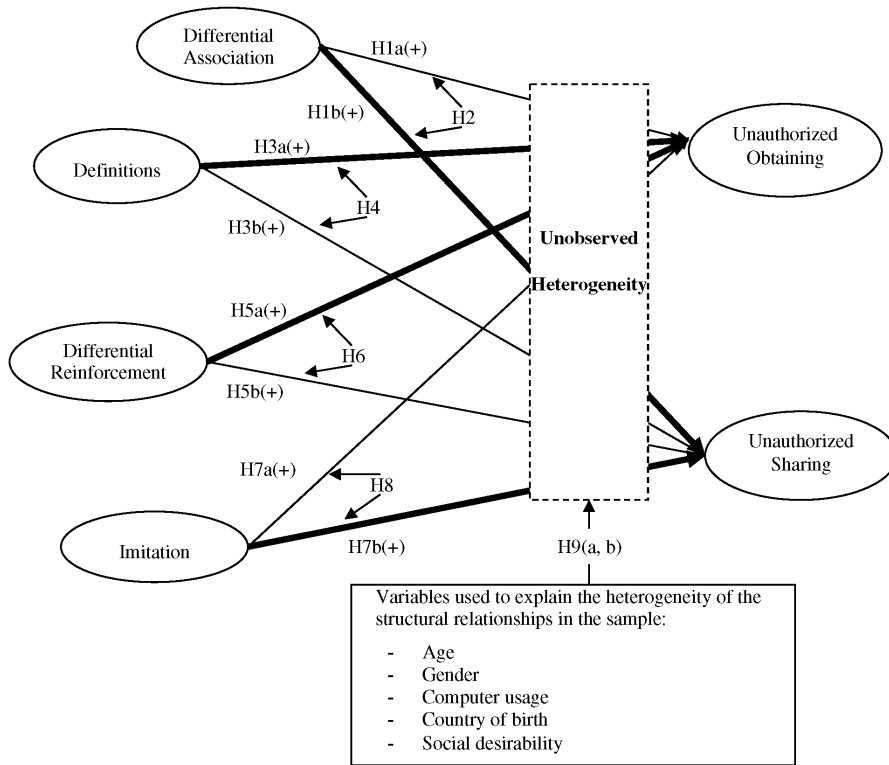 Differential
Association
H1a(+)
H1b(+)
H2
Unauthorized
Obtaining
Definitions
H3a(+)
H4
H3b(+)
Unobserved
Heterogeneity
H5a(+)
Differential
Reinforcement
H6
H5b(+)
Unauthorized
Sharing
H7a(+)
H8
Imitation
H7b(+)
H9(a, b)
Variables used to explain the heterogeneity of the
structural relationships in the sample:
- Age
- Gender
- Computer usage
- Country of birth
- Social desirability